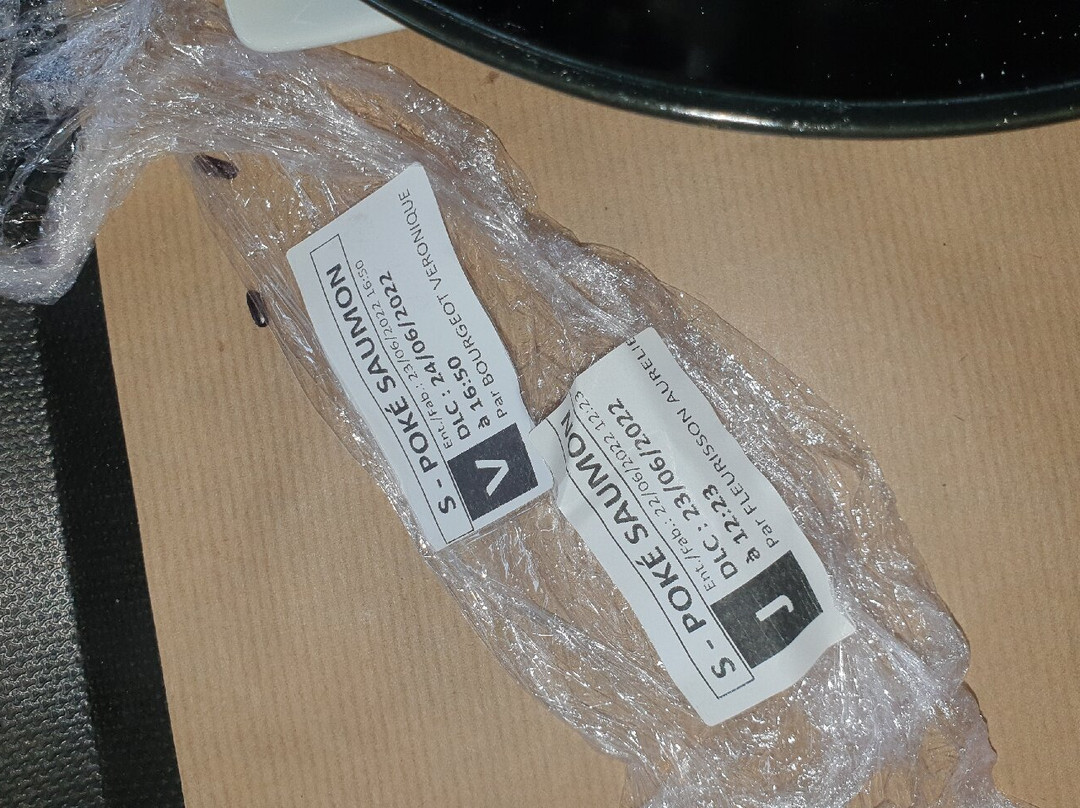 S - POKÉ SAUMON
Ent./Fab.: 23/06/2022 16:50
V
DLC : 24/06/2022
à 16:50
Par BOURGEOT VERONIQUE
S - POKÉ SAUMON
Ent./Fab.: 22/06/2022 12:23
J
DLC : 23/06/2022
à 12:23
Par FLEURISSON AURELIE